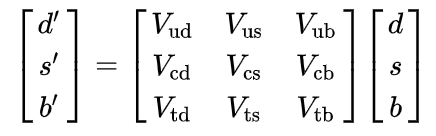 [d′] = [V_ud V_us V_ub] [d]
[s′] [V_cd V_cs V_cb] [s]
[b′] [V_td V_ts V_tb] [b]